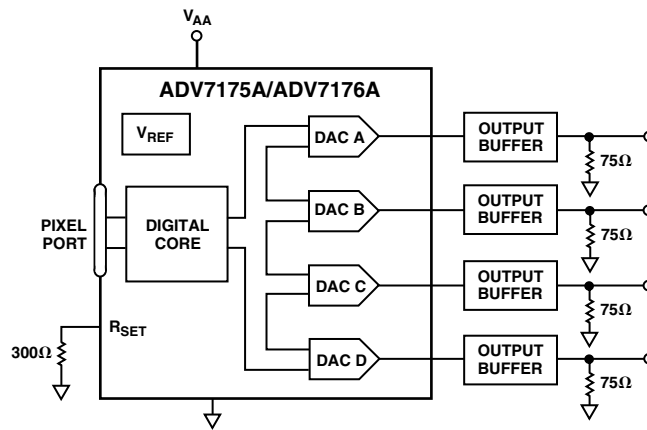 VAA
ADV7175A/ADV7176A
VREF
DAC A
OUTPUT
BUFFER
75Ω
PIXEL
PORT
DIGITAL
CORE
DAC B
OUTPUT
BUFFER
75Ω
RSET
300Ω
DAC C
OUTPUT
BUFFER
75Ω
DAC D
OUTPUT
BUFFER
75Ω